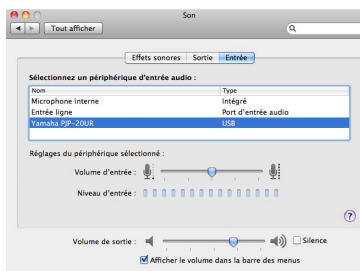 Son
Tout afficher
Effets sonores Sortie Entrée
Sélectionnez un périphérique d'entrée audio :
Nom Type
Microphone interne Intégré
Entrée ligne Port d'entrée audio
Yamaha PJP-20UR USB
Réglages du périphérique sélectionné :
Volume d'entrée :
Niveau d'entrée :
?
Volume de sortie : Silence
Afficher le volume dans la barre des menus